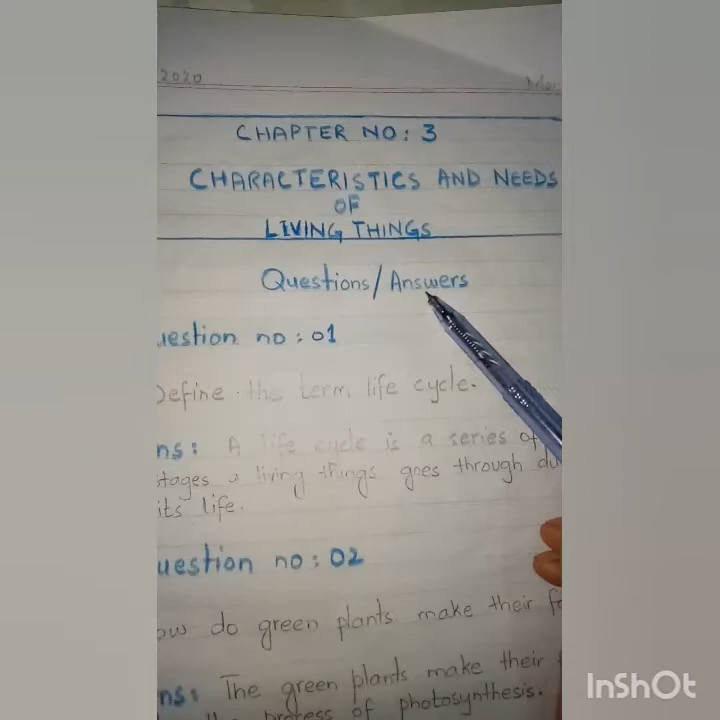 2020
CHAPTER NO: 3
CHARACTERISTICS AND NEEDS
OF
LIVING THINGS
Questions/Answers
uestion no: 01
Define the term life cycle.
ns: A life cycle is a series of
stages a living things goes through du
its life.
uestion no: 02
ow do green plants make their fo
ns: The green plants make their
process of photosynthesis.
InShOt